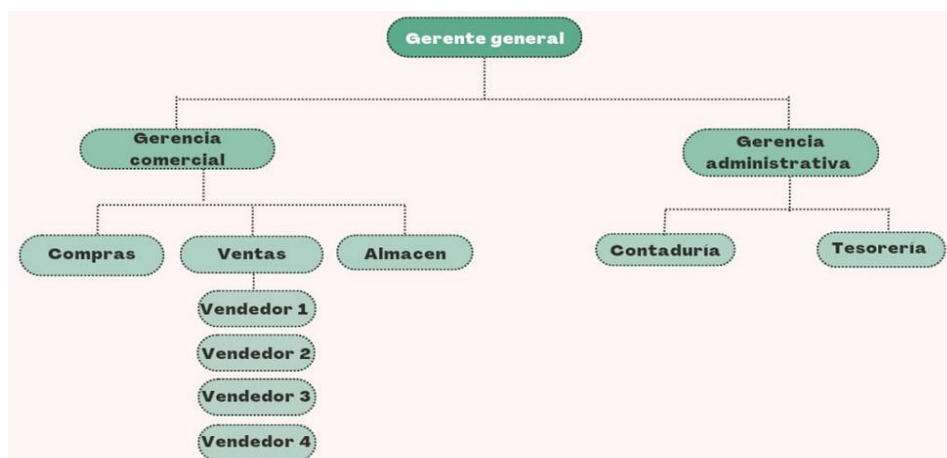 Gerente general
Gerencia
comercial
Gerencia
administrativa
Compras
Ventas
Almacen
Contaduría
Tesorería
Vendedor 1
Vendedor 2
Vendedor 3
Vendedor 4